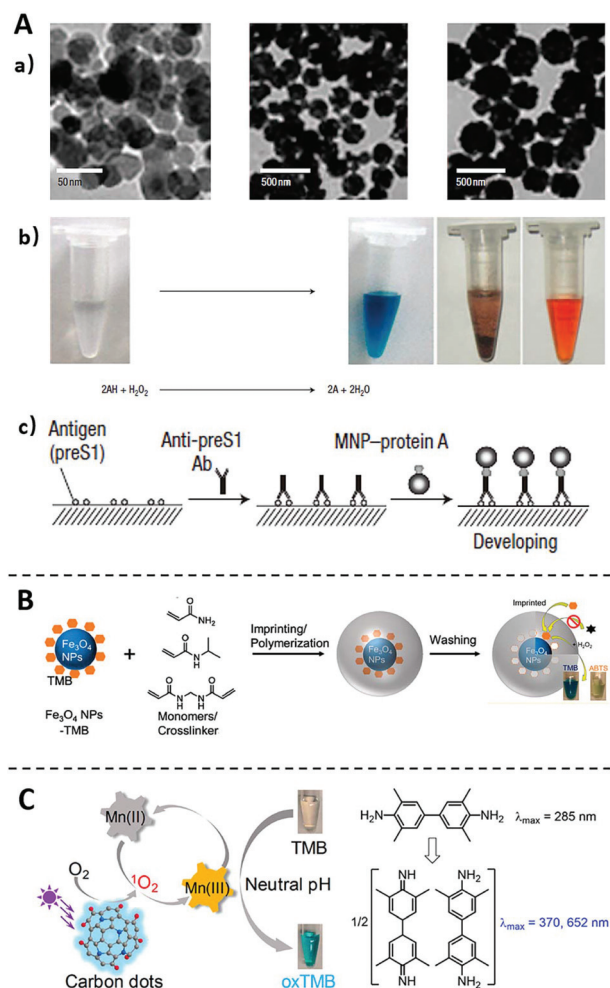 A
a)
50 nm
500 nm
500 nm
b)
2AH + H₂O₂
2A + 2H₂O
c)
Antigen
(preS1)
Anti-preS1
Ab
MNP–protein A
Developing
B
Fe₃O₄
NPs
TMB
Fe₃O₄ NPs
-TMB
+
NH₂
O
N
H
O
O
N
H
N
H
O
Monomers/
Crosslinker
Imprinting/
Polymerization
Fe₃O₄
NPs
Washing
Imprinted
+ H₂O₂
Fe₃O₄
NPs
TMB
ABTS
C
Mn(II)
O₂
¹O₂
Mn(III)
Carbon dots
TMB
Neutral pH
oxTMB
H₂N
NH₂
λmax = 285 nm
1/2
NH
NH₂
NH
NH₂
λmax = 370, 652 nm